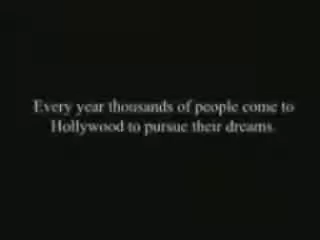 Every year thousands of people come to
Hollywood to pursue their dreams.